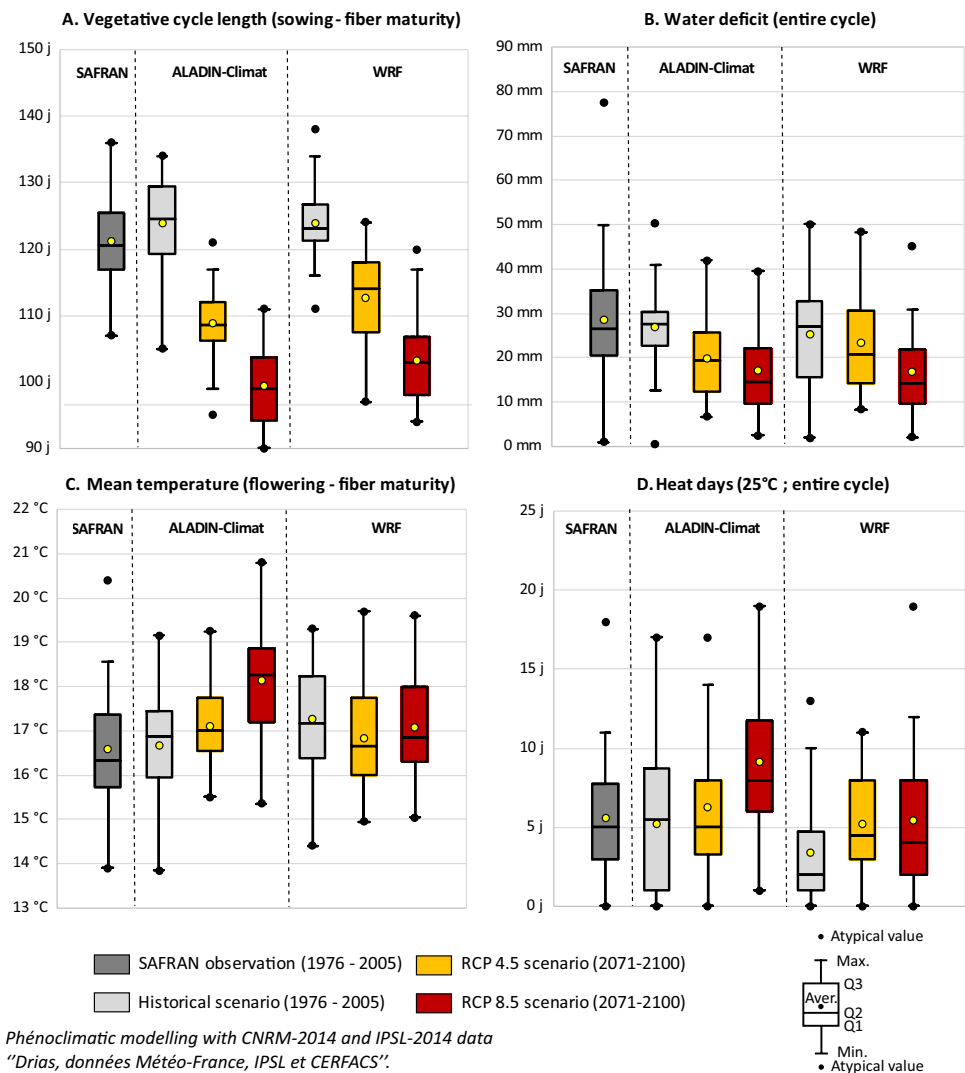 A. Vegetative cycle length (sowing - fiber maturity)
150 j
140 j
130 j
120 j
110 j
100 j
90 j
SAFRAN
ALADIN-Climat
WRF
B. Water deficit (entire cycle)
90 mm
80 mm
70 mm
60 mm
50 mm
40 mm
30 mm
20 mm
10 mm
0 mm
SAFRAN
ALADIN-Climat
WRF
C. Mean temperature (flowering - fiber maturity)
22 °C
21 °C
20 °C
19 °C
18 °C
17 °C
16 °C
15 °C
14 °C
13 °C
SAFRAN
ALADIN-Climat
WRF
D. Heat days (25°C ; entire cycle)
25 j
20 j
15 j
10 j
5 j
0 j
SAFRAN
ALADIN-Climat
WRF
SAFRAN observation (1976 - 2005)
RCP 4.5 scenario (2071-2100)
Historical scenario (1976 - 2005)
RCP 8.5 scenario (2071-2100)
Atypical value
Max.
Q3
Aver.
Q2
Q1
Min.
Atypical value
Phénoclimatic modelling with CNRM-2014 and IPSL-2014 data
‘’Drias, données Météo-France, IPSL et CERFACS’’.